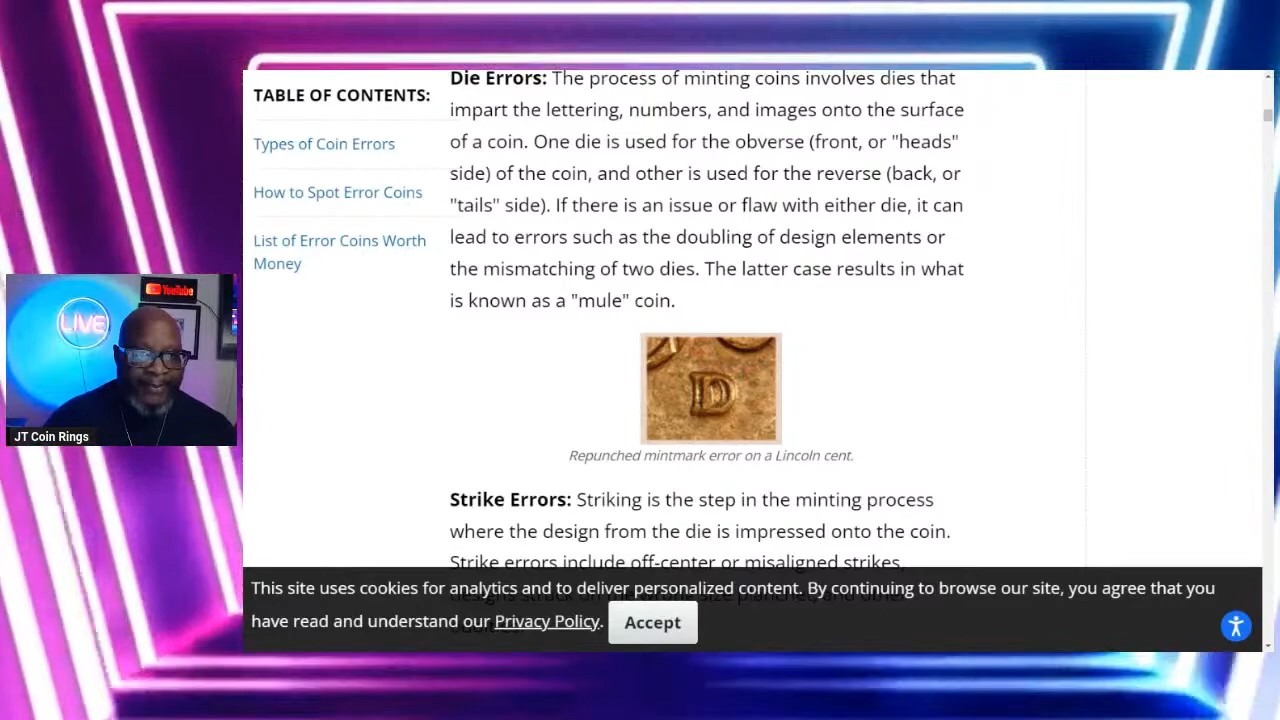 TABLE OF CONTENTS:
Types of Coin Errors
How to Spot Error Coins
List of Error Coins Worth
Money
Die Errors: The process of minting coins involves dies that
impart the lettering, numbers, and images onto the surface
of a coin. One die is used for the obverse (front, or "heads"
side) of the coin, and other is used for the reverse (back, or
"tails" side). If there is an issue or flaw with either die, it can
lead to errors such as the doubling of design elements or
the mismatching of two dies. The latter case results in what
is known as a "mule" coin.
D
Repunched mintmark error on a Lincoln cent.
Strike Errors: Striking is the step in the minting process
where the design from the die is impressed onto the coin.
Strike errors include off-center or misaligned strikes,
This site uses cookies for analytics and to deliver personalized content. By continuing to browse our site, you agree that you
have read and understand our Privacy Policy. Accept
YouTube
LIVE
JT Coin Rings